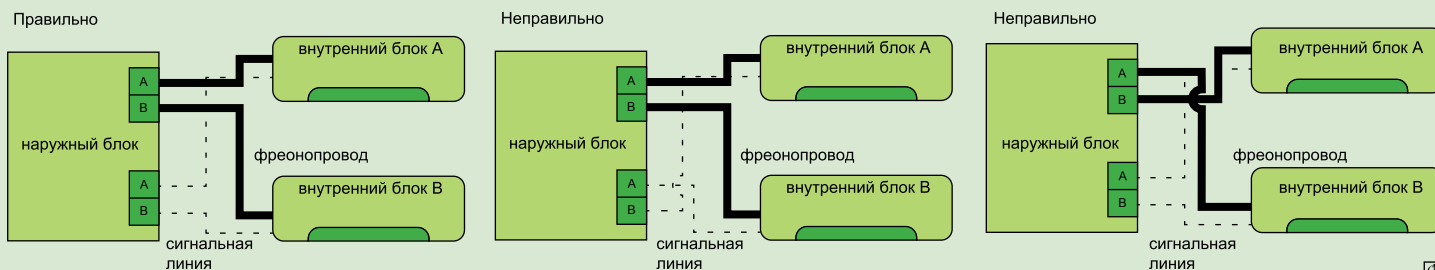 Правильно
внутренний блок А
А
В
наружный блок
фреонопровод
А
В
внутренний блок В
сигнальная
линия
Неправильно
внутренний блок А
А
В
наружный блок
фреонопровод
А
В
внутренний блок В
сигнальная
линия
Неправильно
внутренний блок А
А
В
наружный блок
фреонопровод
А
В
внутренний блок В
сигнальная
линия